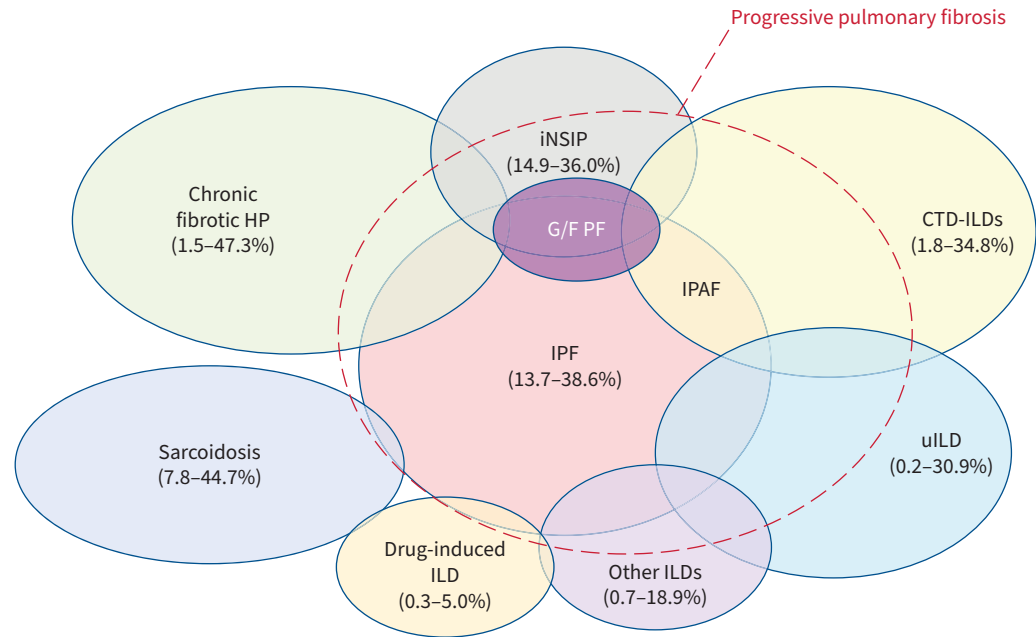 Progressive pulmonary fibrosis
iNSIP
(14.9–36.0%)
Chronic
fibrotic HP
(1.5–47.3%)
G/F PF
CTD-ILDs
(1.8–34.8%)
IPAF
IPF
(13.7–38.6%)
Sarcoidosis
(7.8–44.7%)
uILD
(0.2–30.9%)
Drug-induced
ILD
(0.3–5.0%)
Other ILDs
(0.7–18.9%)